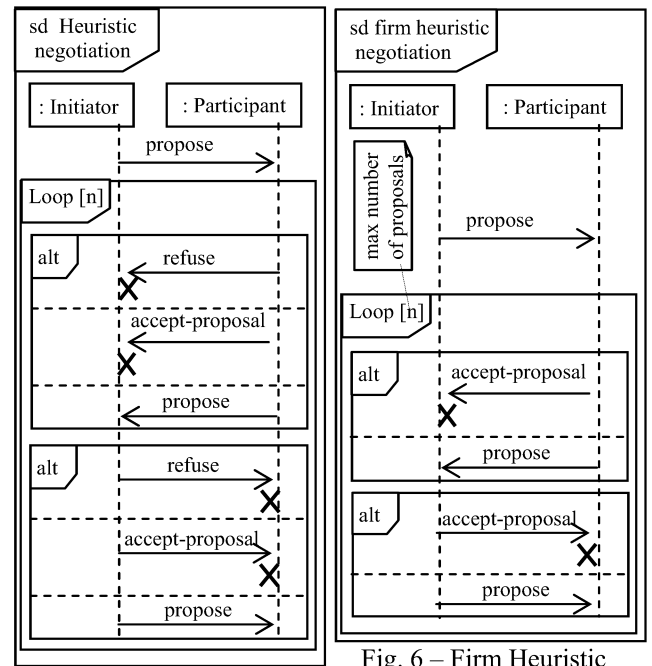 sd Heuristic
negotiation
: Initiator
: Participant
propose
Loop [n]
alt
refuse
accept-proposal
propose
alt
refuse
accept-proposal
propose
sd firm heuristic
negotiation
: Initiator
: Participant
max number
of proposals
propose
Loop [n]
alt
accept-proposal
propose
alt
accept-proposal
propose
Fig. 6 – Firm Heuristic